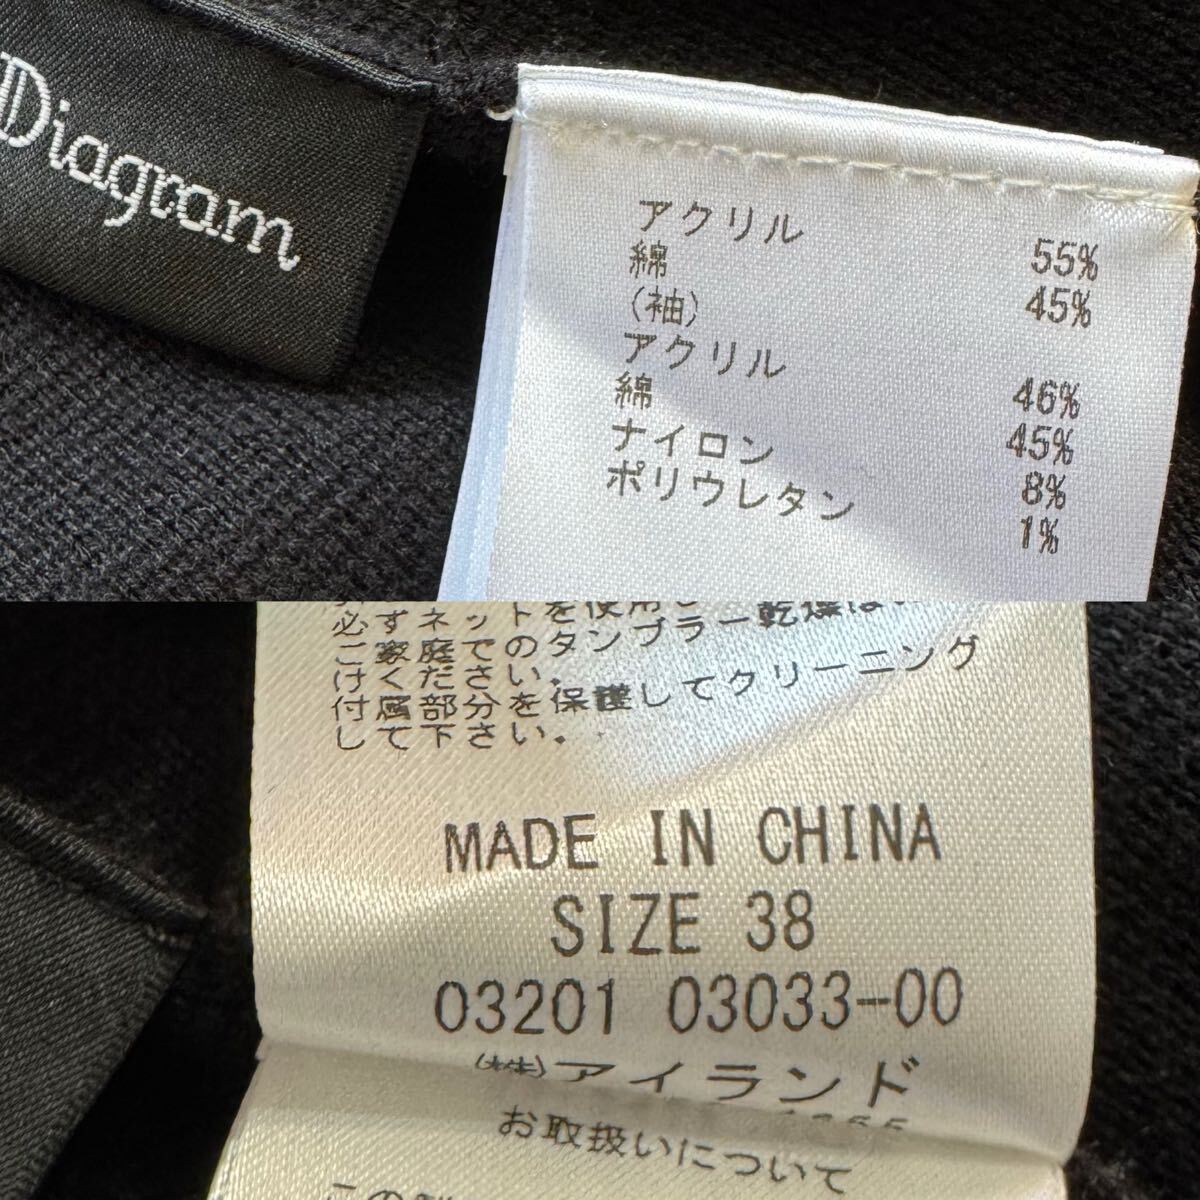 Diagram
アクリル 55%
綿 45%
(袖)
アクリル 46%
綿 45%
ナイロン 8%
ポリウレタン 1%
必ずネットを使用し
ご家庭でのタンブラー乾燥は
けください。
付属部分を保護してクリーニング
して下さい。
MADE IN CHINA
SIZE 38
03201 03033-00
(株)アイランド
お取扱いについて
この